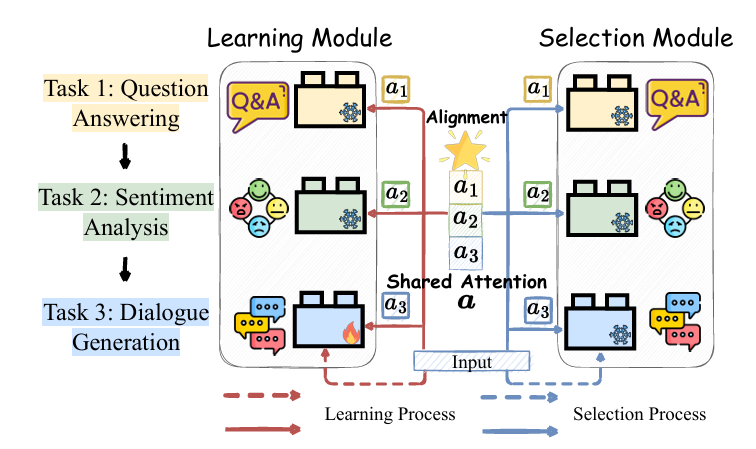 Learning Module
Selection Module
Task 1: Question
Answering
Q&A
a1
Alignment
a1
Q&A
a1
Task 2: Sentiment
Analysis
a2
a2
a2
a3
Shared Attention
a
Task 3: Dialogue
Generation
a3
a3
Input
Learning Process
Selection Process